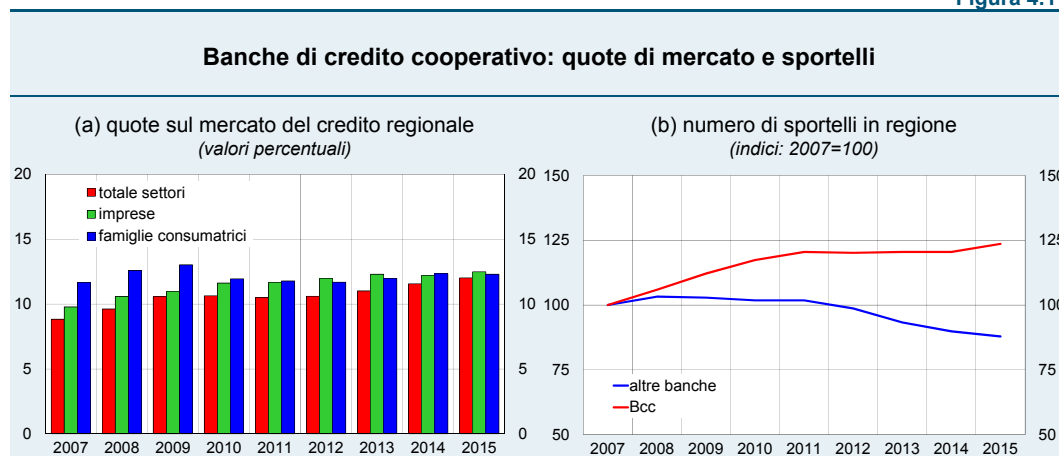 Figura 4.1
Banche di credito cooperativo: quote di mercato e sportelli
(a) quote sul mercato del credito regionale
(valori percentuali)
20
15
10
5
0
totale settori
imprese
famiglie consumatrici
20
15
10
5
0
2007 2008 2009 2010 2011 2012 2013 2014 2015
(b) numero di sportelli in regione
(indici: 2007=100)
150
125
100
75
50
altre banche
Bcc
150
125
100
75
50
2007 2008 2009 2010 2011 2012 2013 2014 2015